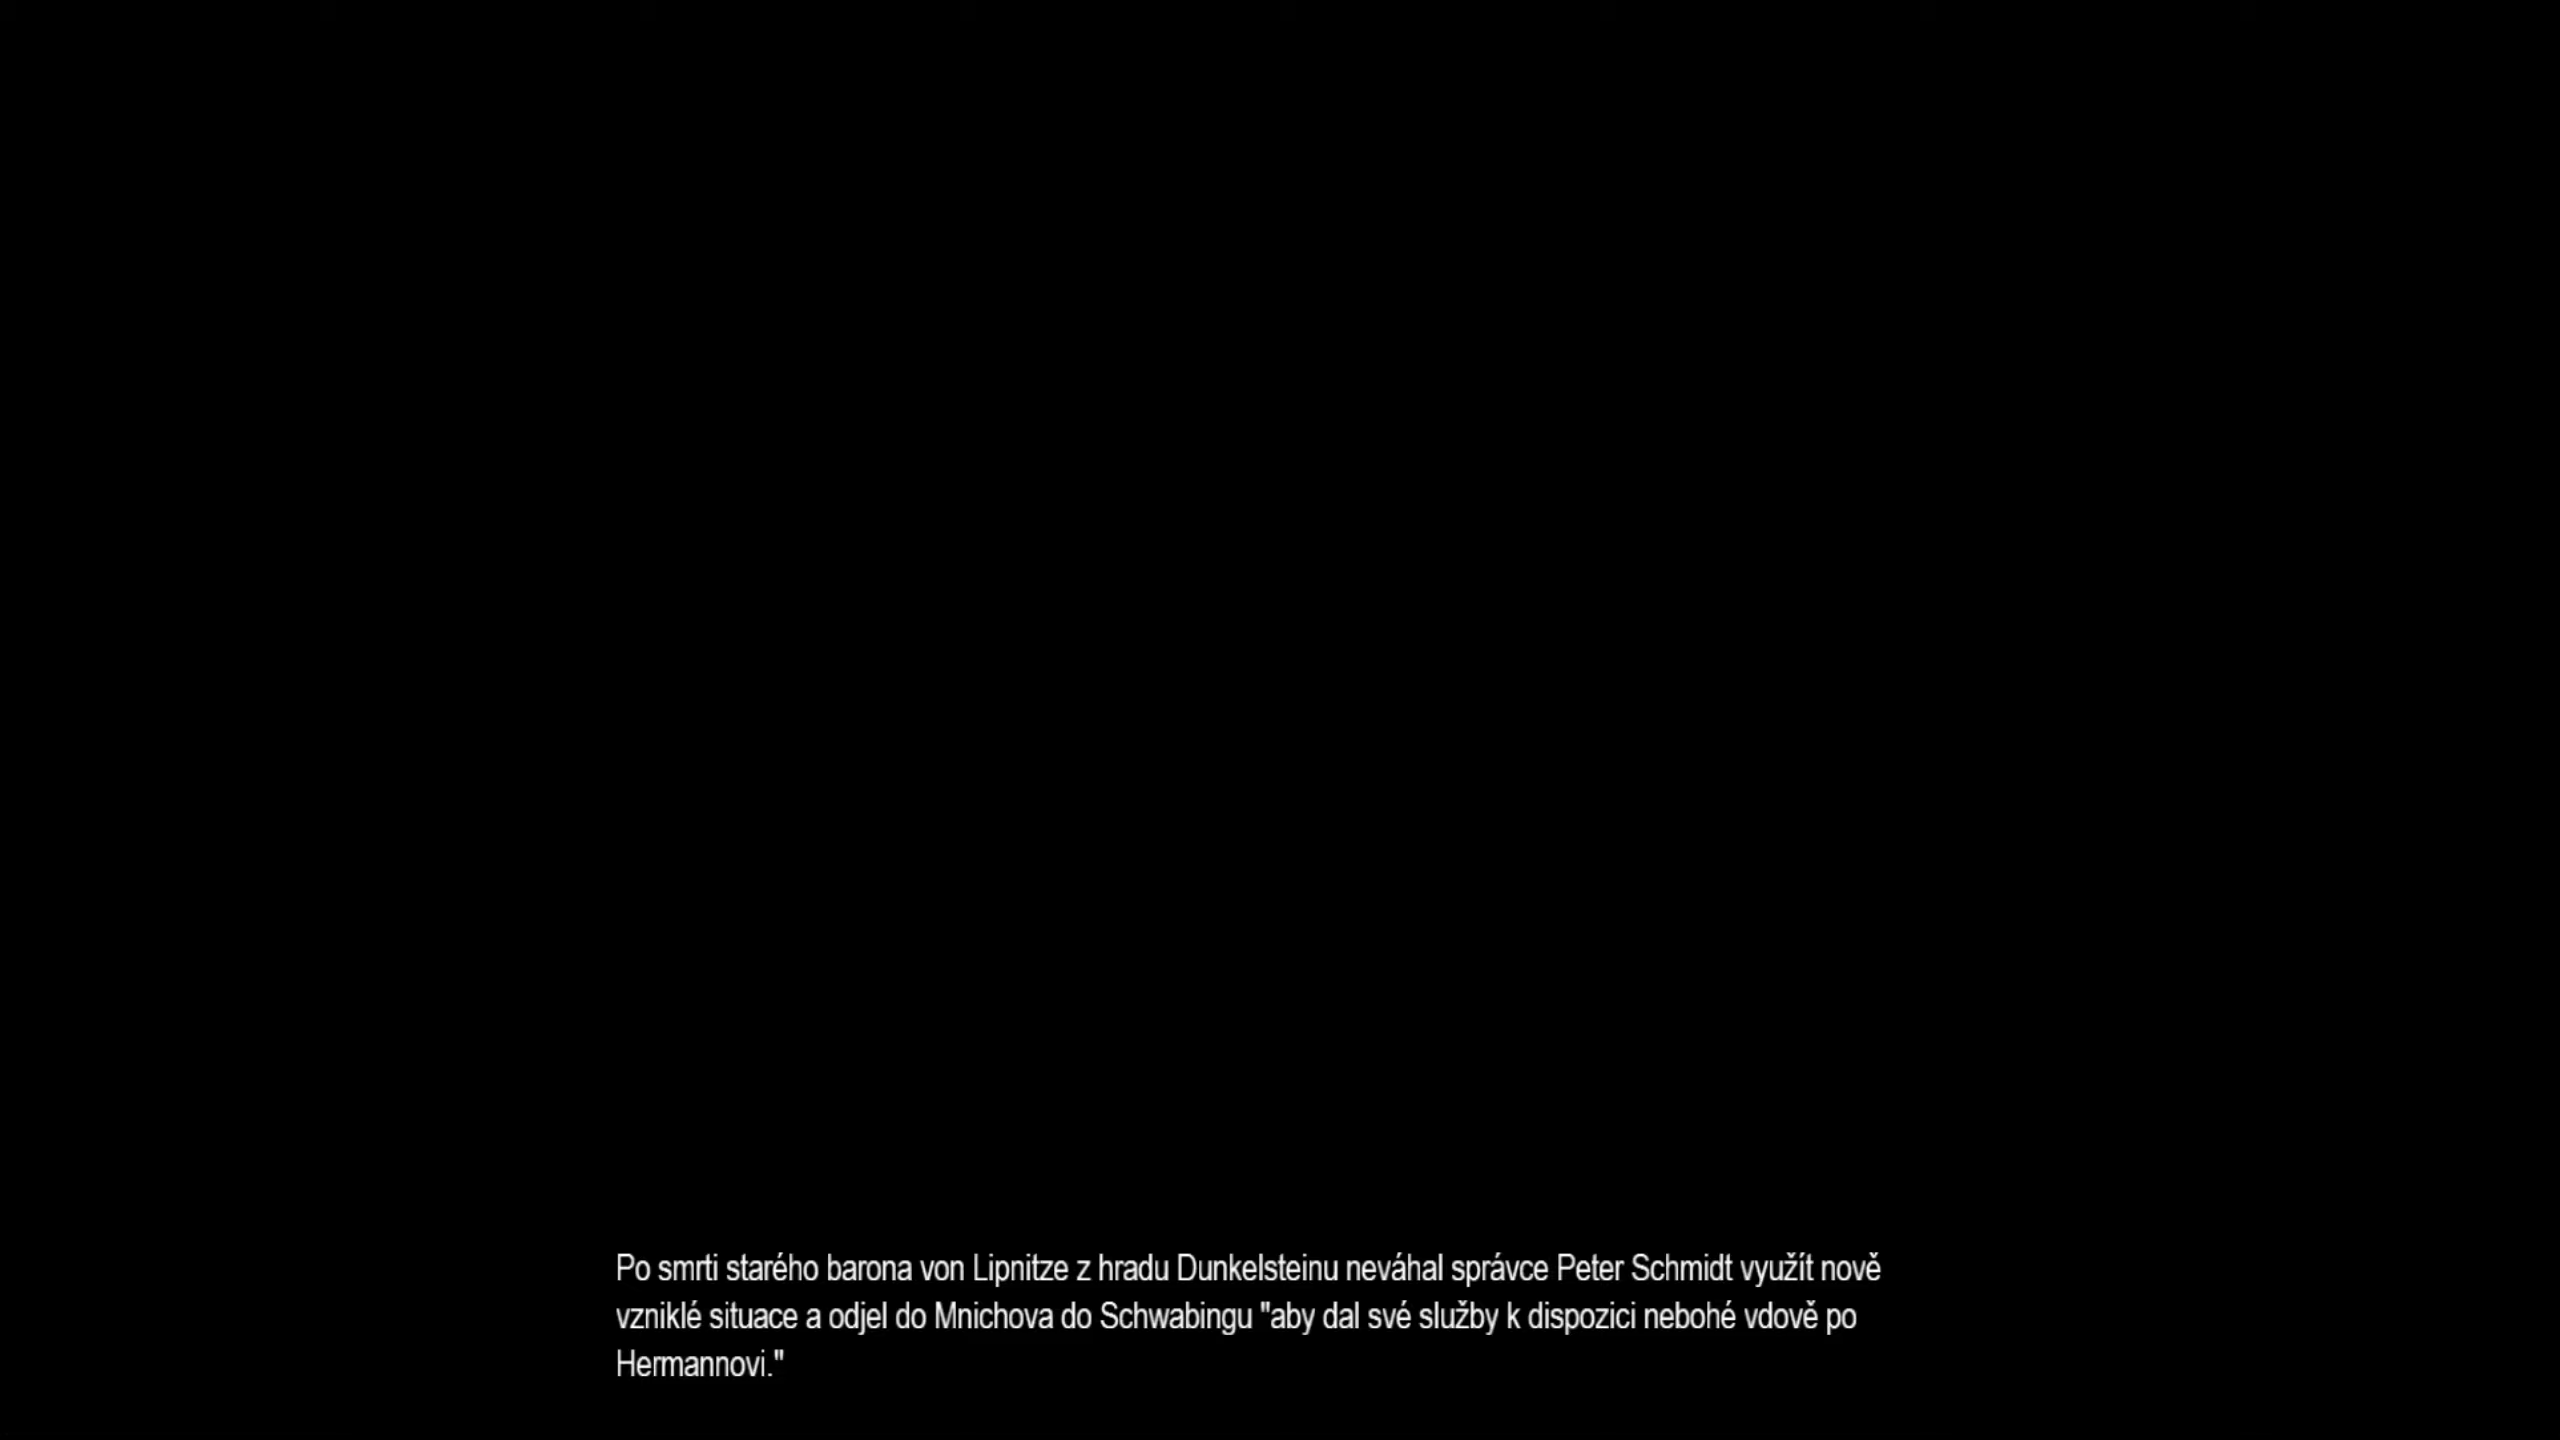 Po smrti starého barona von Lipnitze z hradu Dunkelsteinu neváhal správce Peter Schmidt využít nově
vzniklé situace a odjel do Mnichova do Schwabingu "aby dal své služby k dispozici nebohé vdově po
Hermannovi."